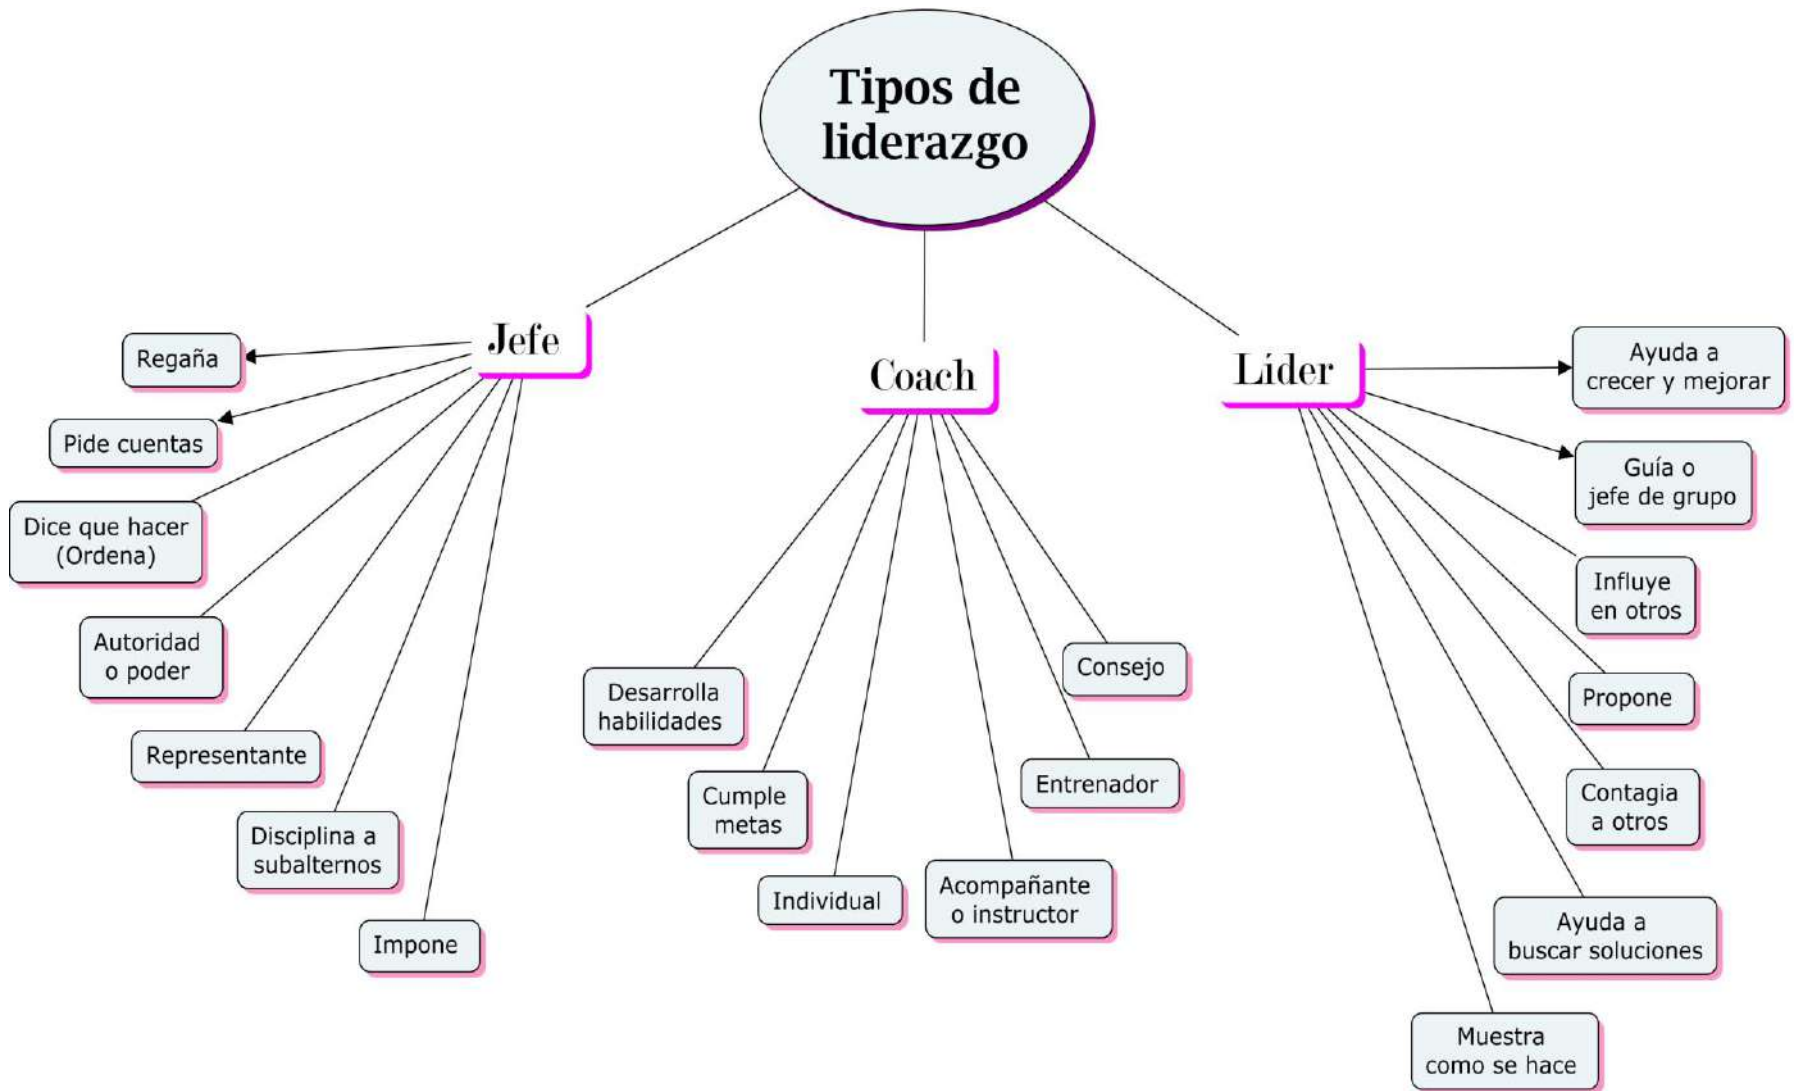 Tipos de
liderazgo
Jefe
Regaña
Pide cuentas
Dice que hacer
(Ordena)
Autoridad
o poder
Representante
Disciplina a
subalternos
Impone
Coach
Desarrolla
habilidades
Cumple
metas
Individual
Acompañante
o instructor
Entrenador
Consejo
Líder
Ayuda a
crecer y mejorar
Guía o
jefe de grupo
Influye
en otros
Propone
Contagia
a otros
Ayuda a
buscar soluciones
Muestra
como se hace